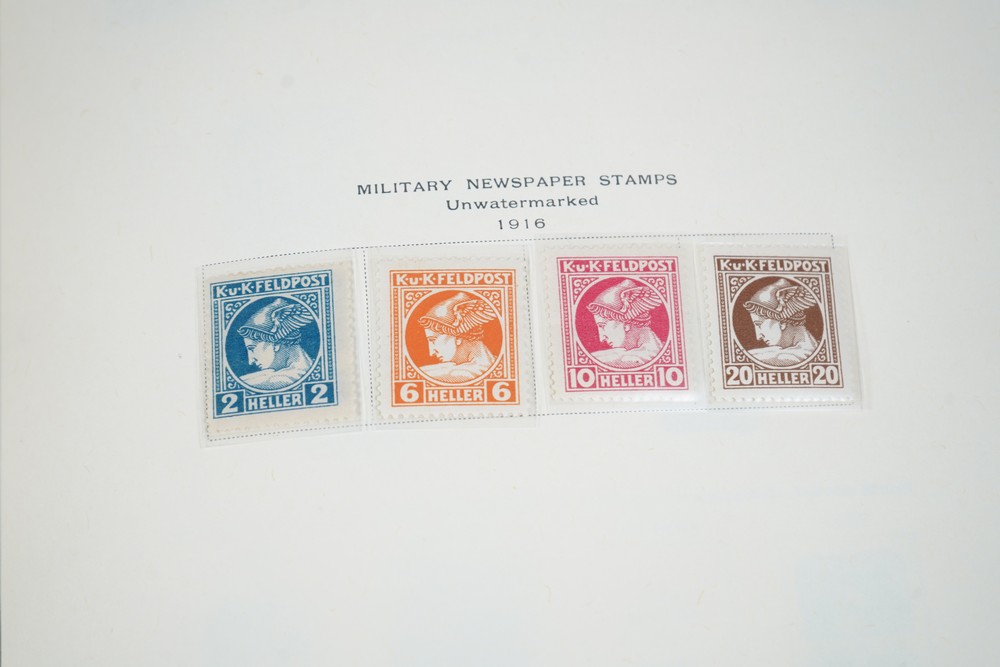 MILITARY NEWSPAPER STAMPS
Unwatermarked
1916
K·u·K·FELDPOST
2 HELLER 2
K·u·K·FELDPOST
6 HELLER 6
K·u·K·FELDPOST
10 HELLER 10
K·u·K·FELDPOST
20 HELLER 20